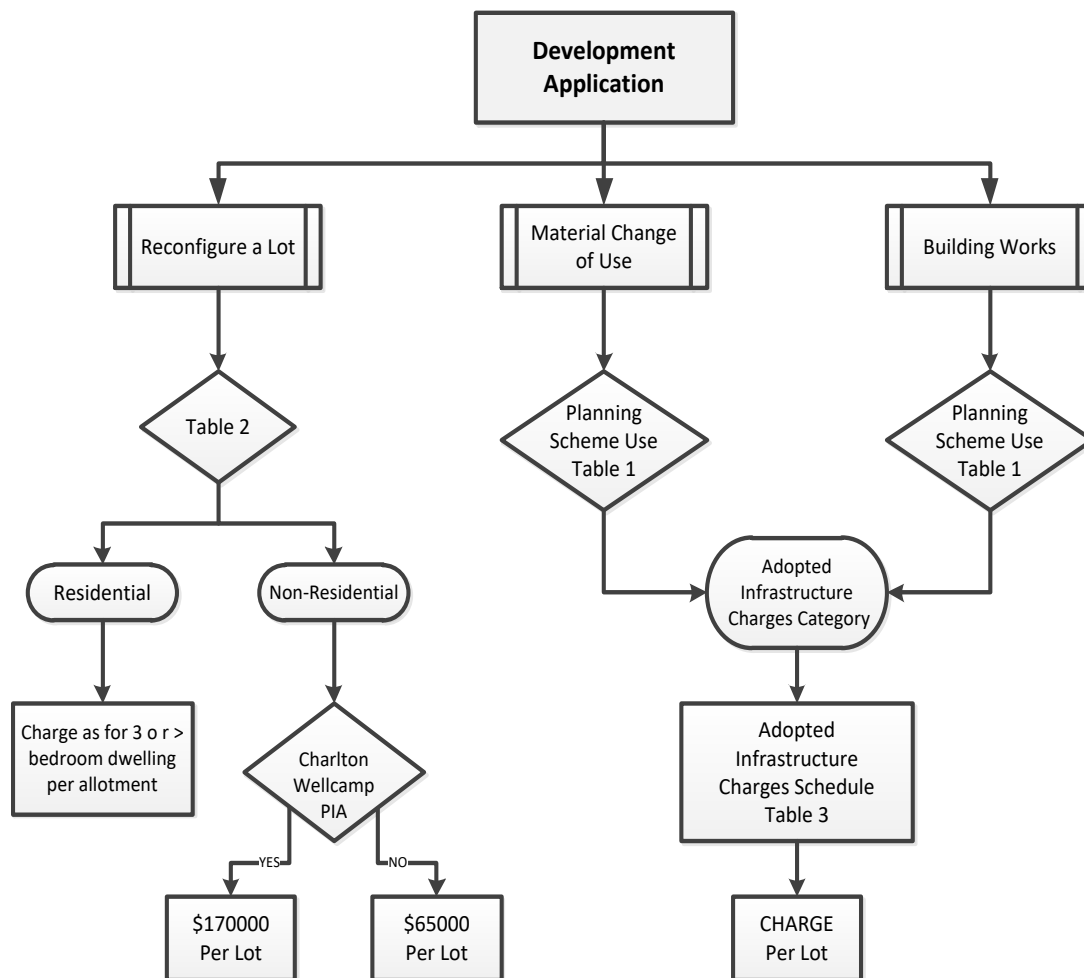 Development
Application
Reconfigure a Lot
Material Change
of Use
Building Works
Table 2
Planning
Scheme Use
Table 1
Planning
Scheme Use
Table 1
Residential
Non-Residential
Adopted
Infrastructure
Charges Category
Charge as for 3 o r >
bedroom dwelling
per allotment
Charlton
Wellcamp
PIA
Adopted
Infrastructure
Charges Schedule
Table 3
YES
NO
$170000
Per Lot
$65000
Per Lot
CHARGE
Per Lot